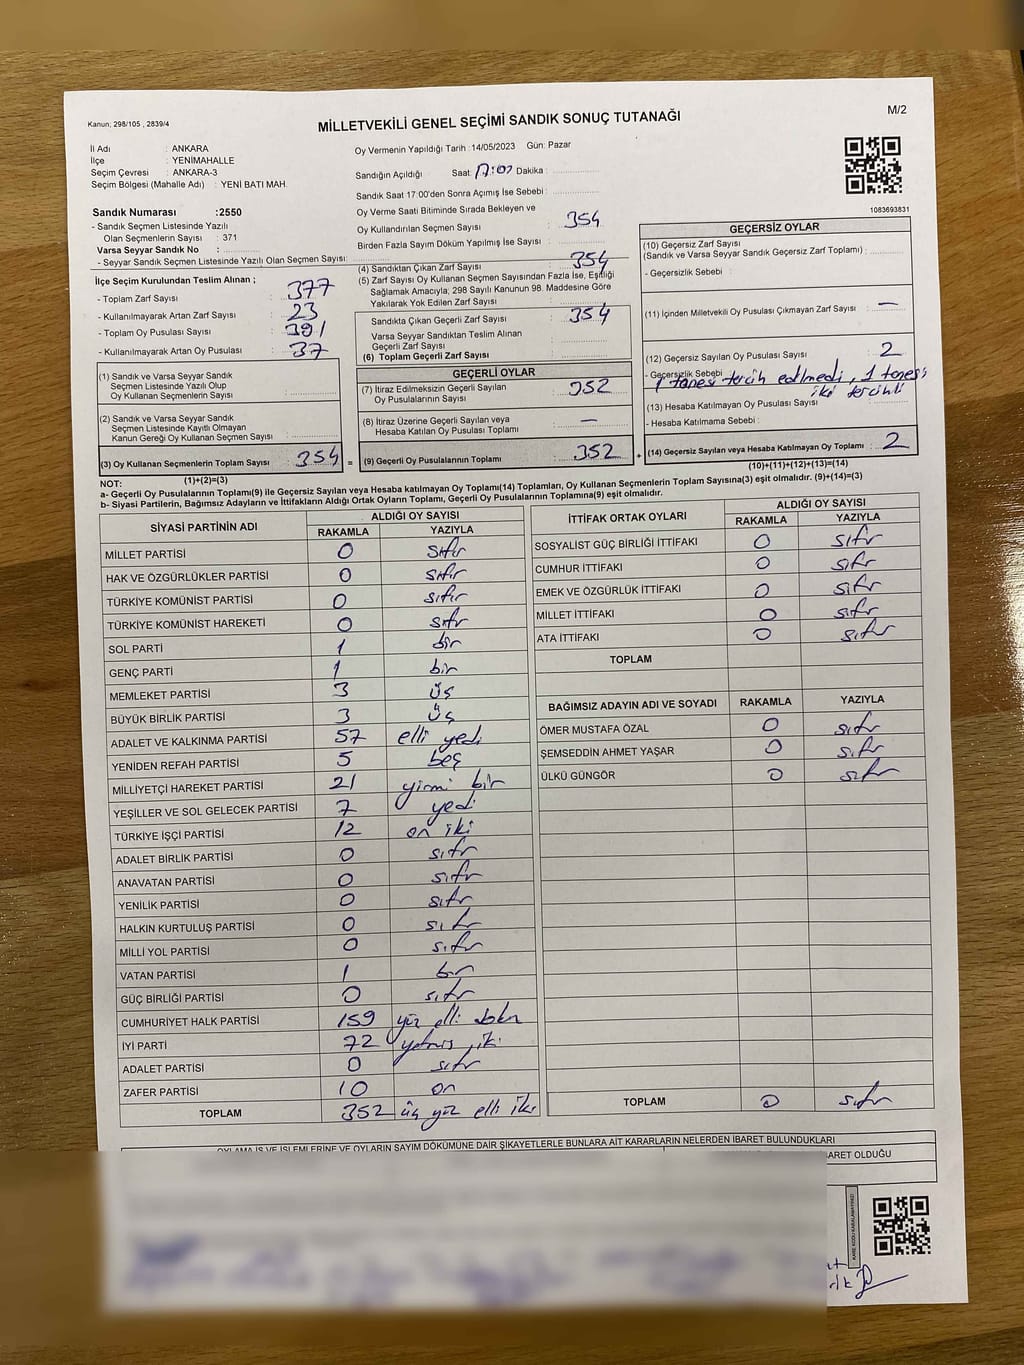 Kanun; 298/105 , 2839/4
M/2
MİLLETVEKİLİ GENEL SEÇİMİ SANDIK SONUÇ TUTANAĞI
İl Adı : ANKARA
İlçe : YENİMAHALLE
Seçim Çevresi : ANKARA-3
Seçim Bölgesi (Mahalle Adı) : YENİ BATI MAH.
Sandık Numarası :2550
- Sandık Seçmen Listesinde Yazılı
Olan Seçmenlerin Sayısı : 371
Varsa Seyyar Sandık No :
- Seyyar Sandık Seçmen Listesinde Yazılı Olan Seçmen Sayısı:
Oy Vermenin Yapıldığı Tarih :14/05/2023 Gün: Pazar
Sandığın Açıldığı Saat: 17:07 Dakika :
Sandık Saat 17:00'den Sonra Açımış İse Sebebi :
Oy Verme Saati Bitiminde Sırada Bekleyen ve
Oy Kullandırılan Seçmen Sayısı : 354
Birden Fazla Sayım Döküm Yapılmış İse Sayısı :
1083693831
İlçe Seçim Kurulundan Teslim Alınan ;
- Toplam Zarf Sayısı : 377
- Kullanılmayarak Artan Zarf Sayısı : 23
- Toplam Oy Pusulası Sayısı : 391
- Kullanılmayarak Artan Oy Pusulası : 37
(1) Sandık ve Varsa Seyyar Sandık
Seçmen Listesinde Yazılı Olup
Oy Kullanan Seçmenlerin Sayısı :
(2) Sandık ve Varsa Seyyar Sandık
Seçmen Listesinde Kayıtlı Olmayan
Kanun Gereği Oy Kullanan Seçmen Sayısı :
(3) Oy Kullanan Seçmenlerin Toplam Sayısı : 354 =
(1)+(2)=(3)
(4) Sandıktan Çıkan Zarf Sayısı : 354
(5) Zarf Sayısı Oy Kullanan Seçmen Sayısından Fazla İse, Eşitliği
Sağlamak Amacıyla; 298 Sayılı Kanunun 98. Maddesine Göre
Yakılarak Yok Edilen Zarf Sayısı :
Sandıkta Çıkan Geçerli Zarf Sayısı : 354
Varsa Seyyar Sandıktan Teslim Alınan
Geçerli Zarf Sayısı :
(6) Toplam Geçerli Zarf Sayısı :
GEÇERLİ OYLAR
(7) İtiraz Edilmeksizin Geçerli Sayılan
Oy Pusulalarının Sayısı : 352
(8) İtiraz Üzerine Geçerli Sayılan veya
Hesaba Katılan Oy Pusulası Toplamı : —
(9) Geçerli Oy Pusulalarının Toplamı : 352 +
GEÇERSİZ OYLAR
(10) Geçersiz Zarf Sayısı
(Sandık ve Varsa Seyyar Sandık Geçersiz Zarf Toplamı) :
- Geçersizlik Sebebi :
(11) İçinden Milletvekili Oy Pusulası Çıkmayan Zarf Sayısı : —
(12) Geçersiz Sayılan Oy Pusulası Sayısı : 2
- Geçersizlik Sebebi : 1 tanesi tercih edilmedi, 1 tanesi
iki tercihli
(13) Hesaba Katılmayan Oy Pusulası Sayısı :
- Hesaba Katılmama Sebebi :
(14) Geçersiz Sayılan veya Hesaba Katılmayan Oy Toplamı : 2
(10)+(11)+(12)+(13)=(14)
NOT:
a- Geçerli Oy Pusulalarının Toplamı(9) ile Geçersiz Sayılan veya Hesaba katılmayan Oy Toplamı(14) Toplamları, Oy Kullanan Seçmenlerin Toplam Sayısına(3) eşit olmalıdır. (9)+(14)=(3)
b- Siyasi Partilerin, Bağımsız Adayların ve İttifakların Aldığı Ortak Oyların Toplamı, Geçerli Oy Pusulalarının Toplamına(9) eşit olmalıdır.
SİYASİ PARTİNİN ADI ALDIĞI OY SAYISI
RAKAMLA YAZIYLA
MİLLET PARTİSİ 0 sıfır
HAK VE ÖZGÜRLÜKLER PARTİSİ 0 sıfır
TÜRKİYE KOMÜNİST PARTİSİ 0 sıfır
TÜRKİYE KOMÜNİST HAREKETİ 0 sıfr
SOL PARTİ 1 bir
GENÇ PARTİ 1 bir
MEMLEKET PARTİSİ 3 üç
BÜYÜK BİRLİK PARTİSİ 3 üç
ADALET VE KALKINMA PARTİSİ 57 elli yedi
YENİDEN REFAH PARTİSİ 5 beş
MİLLİYETÇİ HAREKET PARTİSİ 21 yirmi bir
YEŞİLLER VE SOL GELECEK PARTİSİ 7 yedi
TÜRKİYE İŞÇİ PARTİSİ 12 on iki
ADALET BİRLİK PARTİSİ 0 sıfr
ANAVATAN PARTİSİ 0 sıfr
YENİLİK PARTİSİ 0 sıfr
HALKIN KURTULUŞ PARTİSİ 0 sıfr
MİLLİ YOL PARTİSİ 0 sıfr
VATAN PARTİSİ 1 bir
GÜÇ BİRLİĞİ PARTİSİ 0 sıfr
CUMHURİYET HALK PARTİSİ 159 yüz elli dokuz
İYİ PARTİ 72 yetmiş iki
ADALET PARTİSİ 0 sıfr
ZAFER PARTİSİ 10 on
TOPLAM 352 üç yüz elli iki
İTTİFAK ORTAK OYLARI ALDIĞI OY SAYISI
RAKAMLA YAZIYLA
SOSYALİST GÜÇ BİRLİĞİ İTTİFAKI 0 sıfr
CUMHUR İTTİFAKI 0 sıfr
EMEK VE ÖZGÜRLÜK İTTİFAKI 0 sıfr
MİLLET İTTİFAKI 0 sıfr
ATA İTTİFAKI 0 sıfr
TOPLAM
BAĞIMSIZ ADAYIN ADI VE SOYADI RAKAMLA YAZIYLA
ÖMER MUSTAFA ÖZAL 0 sıfr
ŞEMSEDDİN AHMET YAŞAR 0 sıfr
ÜLKÜ GÜNGÖR 0 sıfr
TOPLAM 0 sıfr
OYLAMA İŞ VE İŞLEMLERİNE VE OYLARIN SAYIM DÖKÜMÜNE DAİR ŞİKAYETLERLE BUNLARA AİT KARARLARIN NELERDEN İBARET BULUNDUKLARI
BARET OLDUĞU